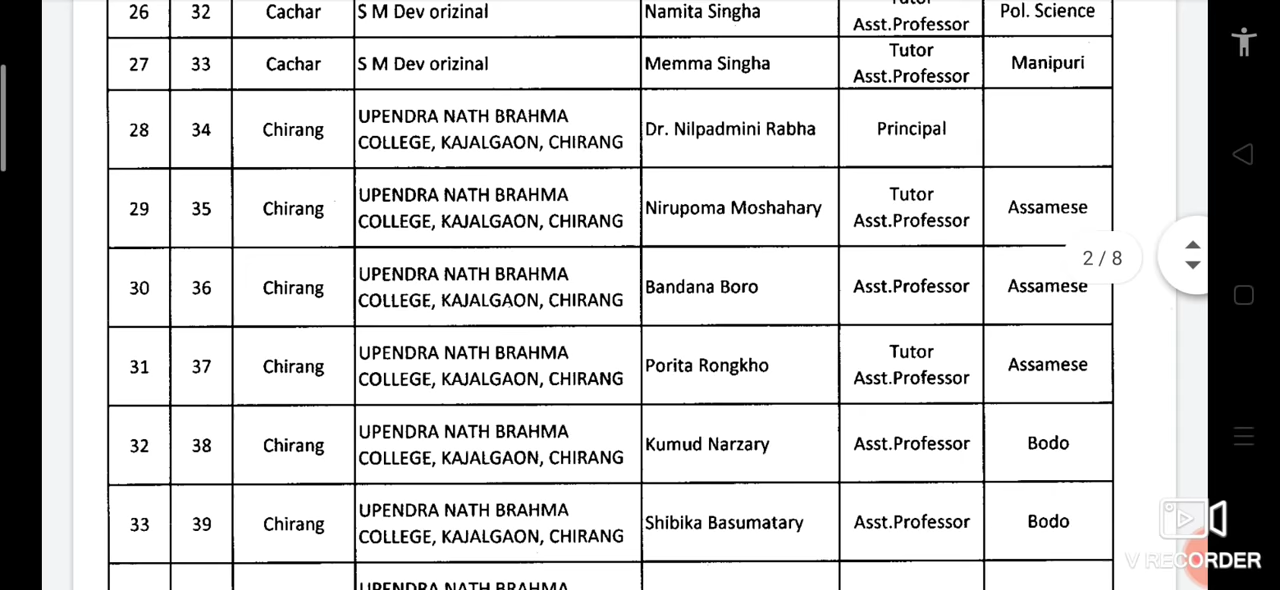 26 32 Cachar S M Dev orizinal Namita Singha Tutor Pol. Science
Asst.Professor
27 33 Cachar S M Dev orizinal Memma Singha Tutor Manipuri
Asst.Professor
28 34 Chirang UPENDRA NATH BRAHMA Dr. Nilpadmini Rabha Principal
COLLEGE, KAJALGAON, CHIRANG
29 35 Chirang UPENDRA NATH BRAHMA Nirupoma Moshahary Tutor Assamese
COLLEGE, KAJALGAON, CHIRANG Asst.Professor
2 / 8
30 36 Chirang UPENDRA NATH BRAHMA Bandana Boro Asst.Professor Assamese
COLLEGE, KAJALGAON, CHIRANG
31 37 Chirang UPENDRA NATH BRAHMA Porita Rongkho Tutor Assamese
COLLEGE, KAJALGAON, CHIRANG Asst.Professor
32 38 Chirang UPENDRA NATH BRAHMA Kumud Narzary Asst.Professor Bodo
COLLEGE, KAJALGAON, CHIRANG
33 39 Chirang UPENDRA NATH BRAHMA Shibika Basumatary Asst.Professor Bodo
COLLEGE, KAJALGAON, CHIRANG
UPENDRA NATH BRAHMA
V RECORDER